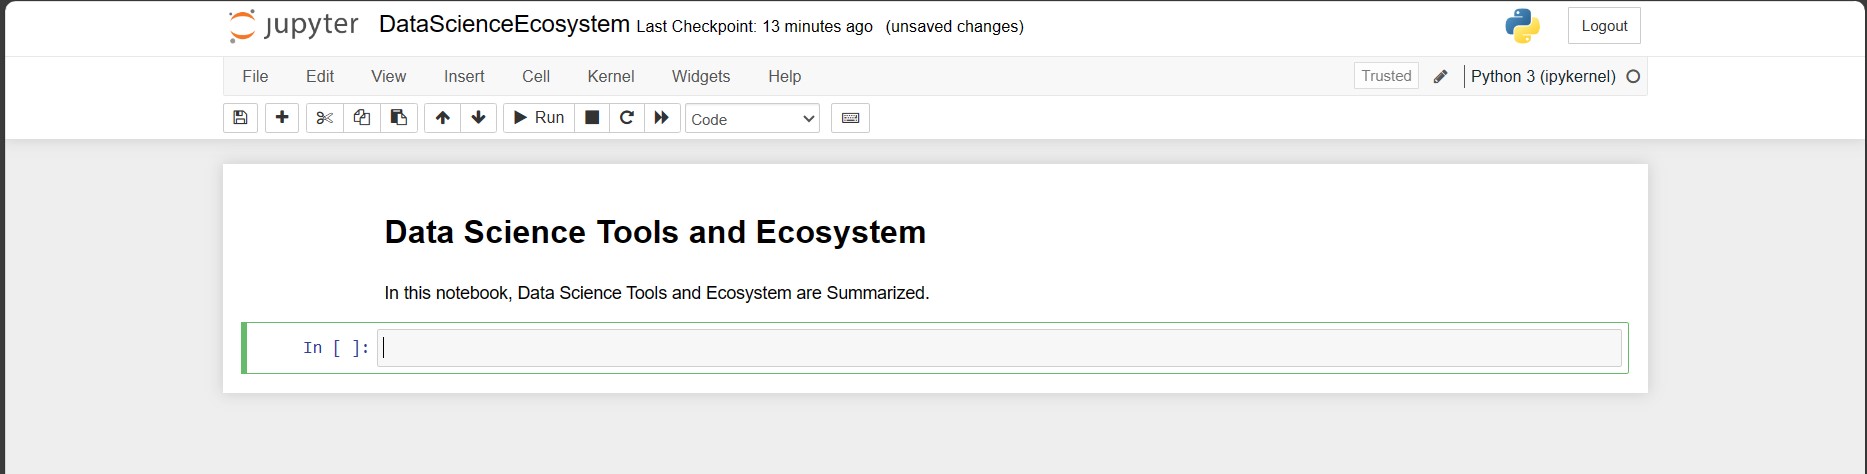 jupyter DataScienceEcosystem Last Checkpoint: 13 minutes ago (unsaved changes) Logout
File Edit View Insert Cell Kernel Widgets Help Trusted Python 3 (ipykernel)
Run Code
Data Science Tools and Ecosystem
In this notebook, Data Science Tools and Ecosystem are Summarized.
In [ ]: